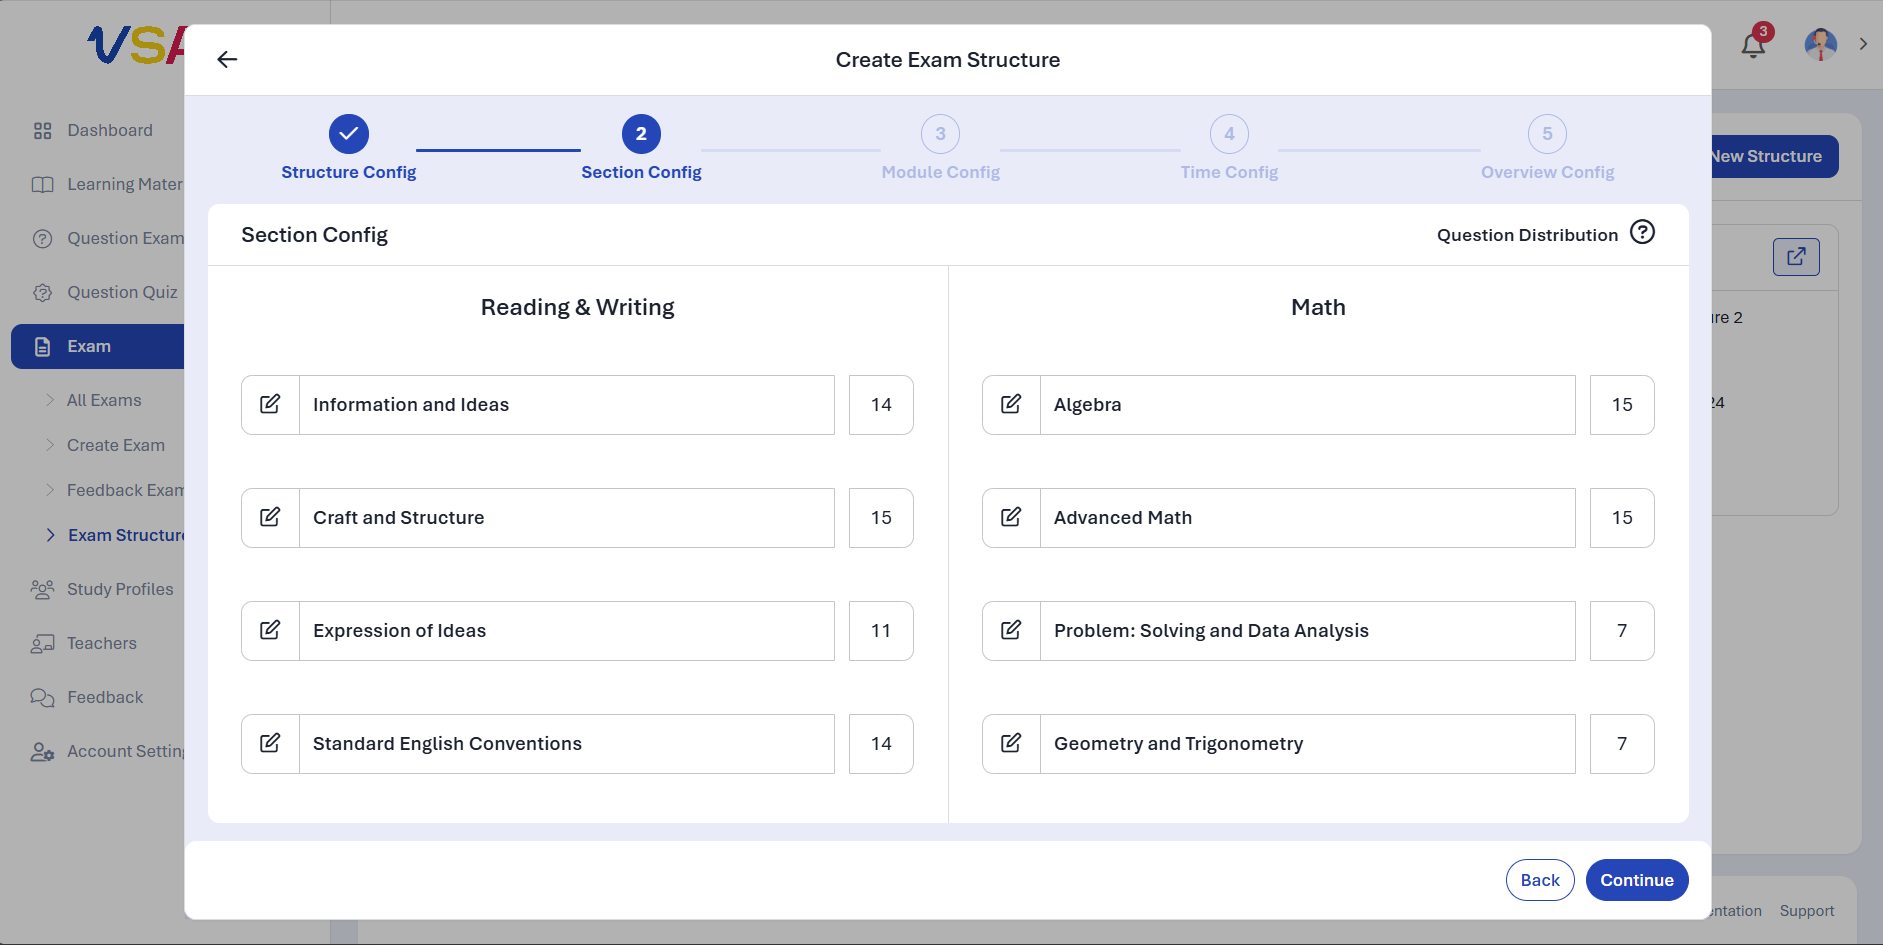 VSA
Create Exam Structure
3
Dashboard
Learning Mater
Question Exam
Question Quiz
Exam
All Exams
Create Exam
Feedback Exam
Exam Structure
Study Profiles
Teachers
Feedback
Account Setting
2
3
4
5
Structure Config
Section Config
Module Config
Time Config
Overview Config
New Structure
Section Config
Question Distribution
Reading & Writing
Math
Information and Ideas
14
Algebra
15
Craft and Structure
15
Advanced Math
15
Expression of Ideas
11
Problem: Solving and Data Analysis
7
Standard English Conventions
14
Geometry and Trigonometry
7
ure 2
24
Back
Continue
entation
Support